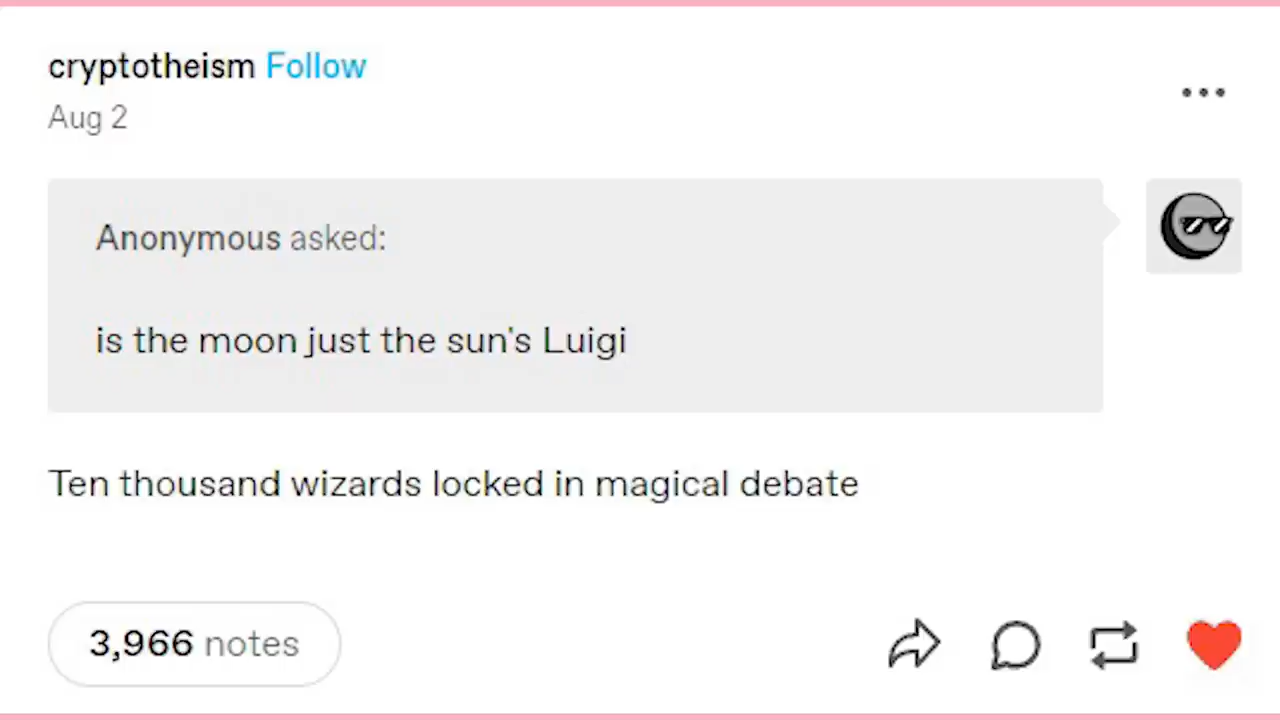 cryptotheism Follow
Aug 2
Anonymous asked:
is the moon just the sun's Luigi
Ten thousand wizards locked in magical debate
3,966 notes